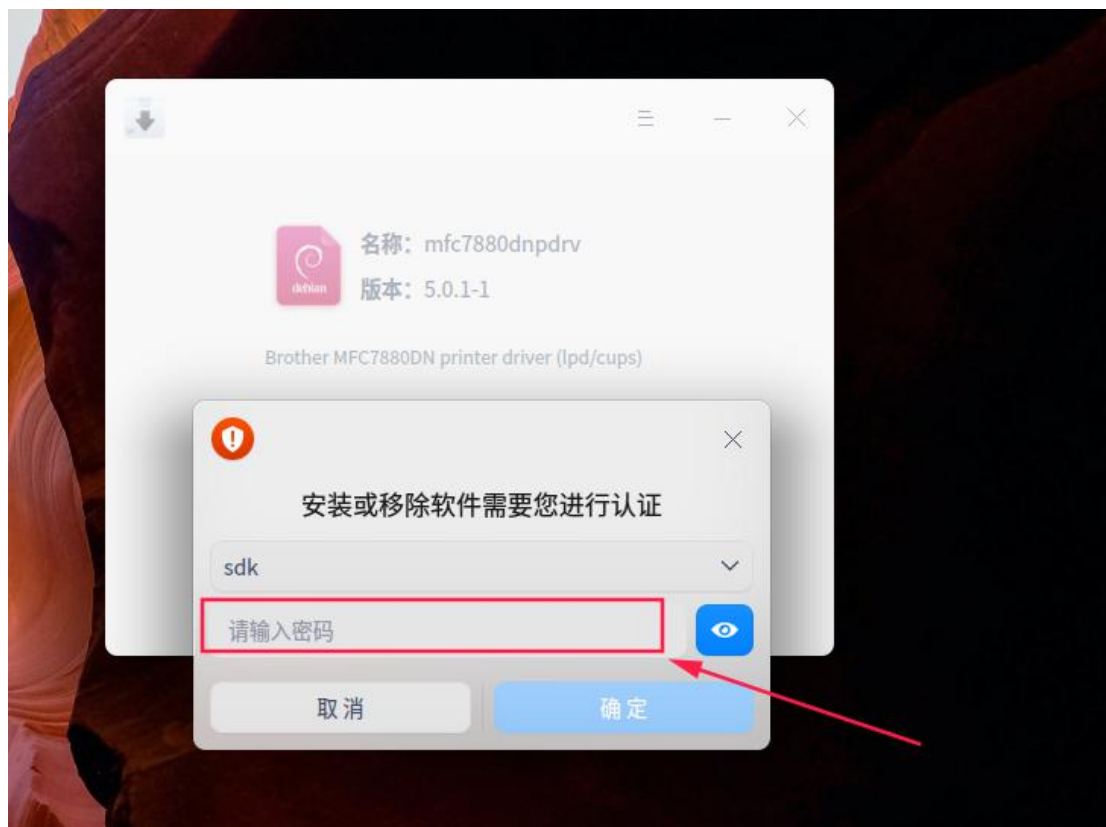 名称：mfc7880dnpdrv
debian
版本：5.0.1-1
Brother MFC7880DN printer driver (lpd/cups)
安装或移除软件需要您进行认证
sdk
请输入密码
取消
确定